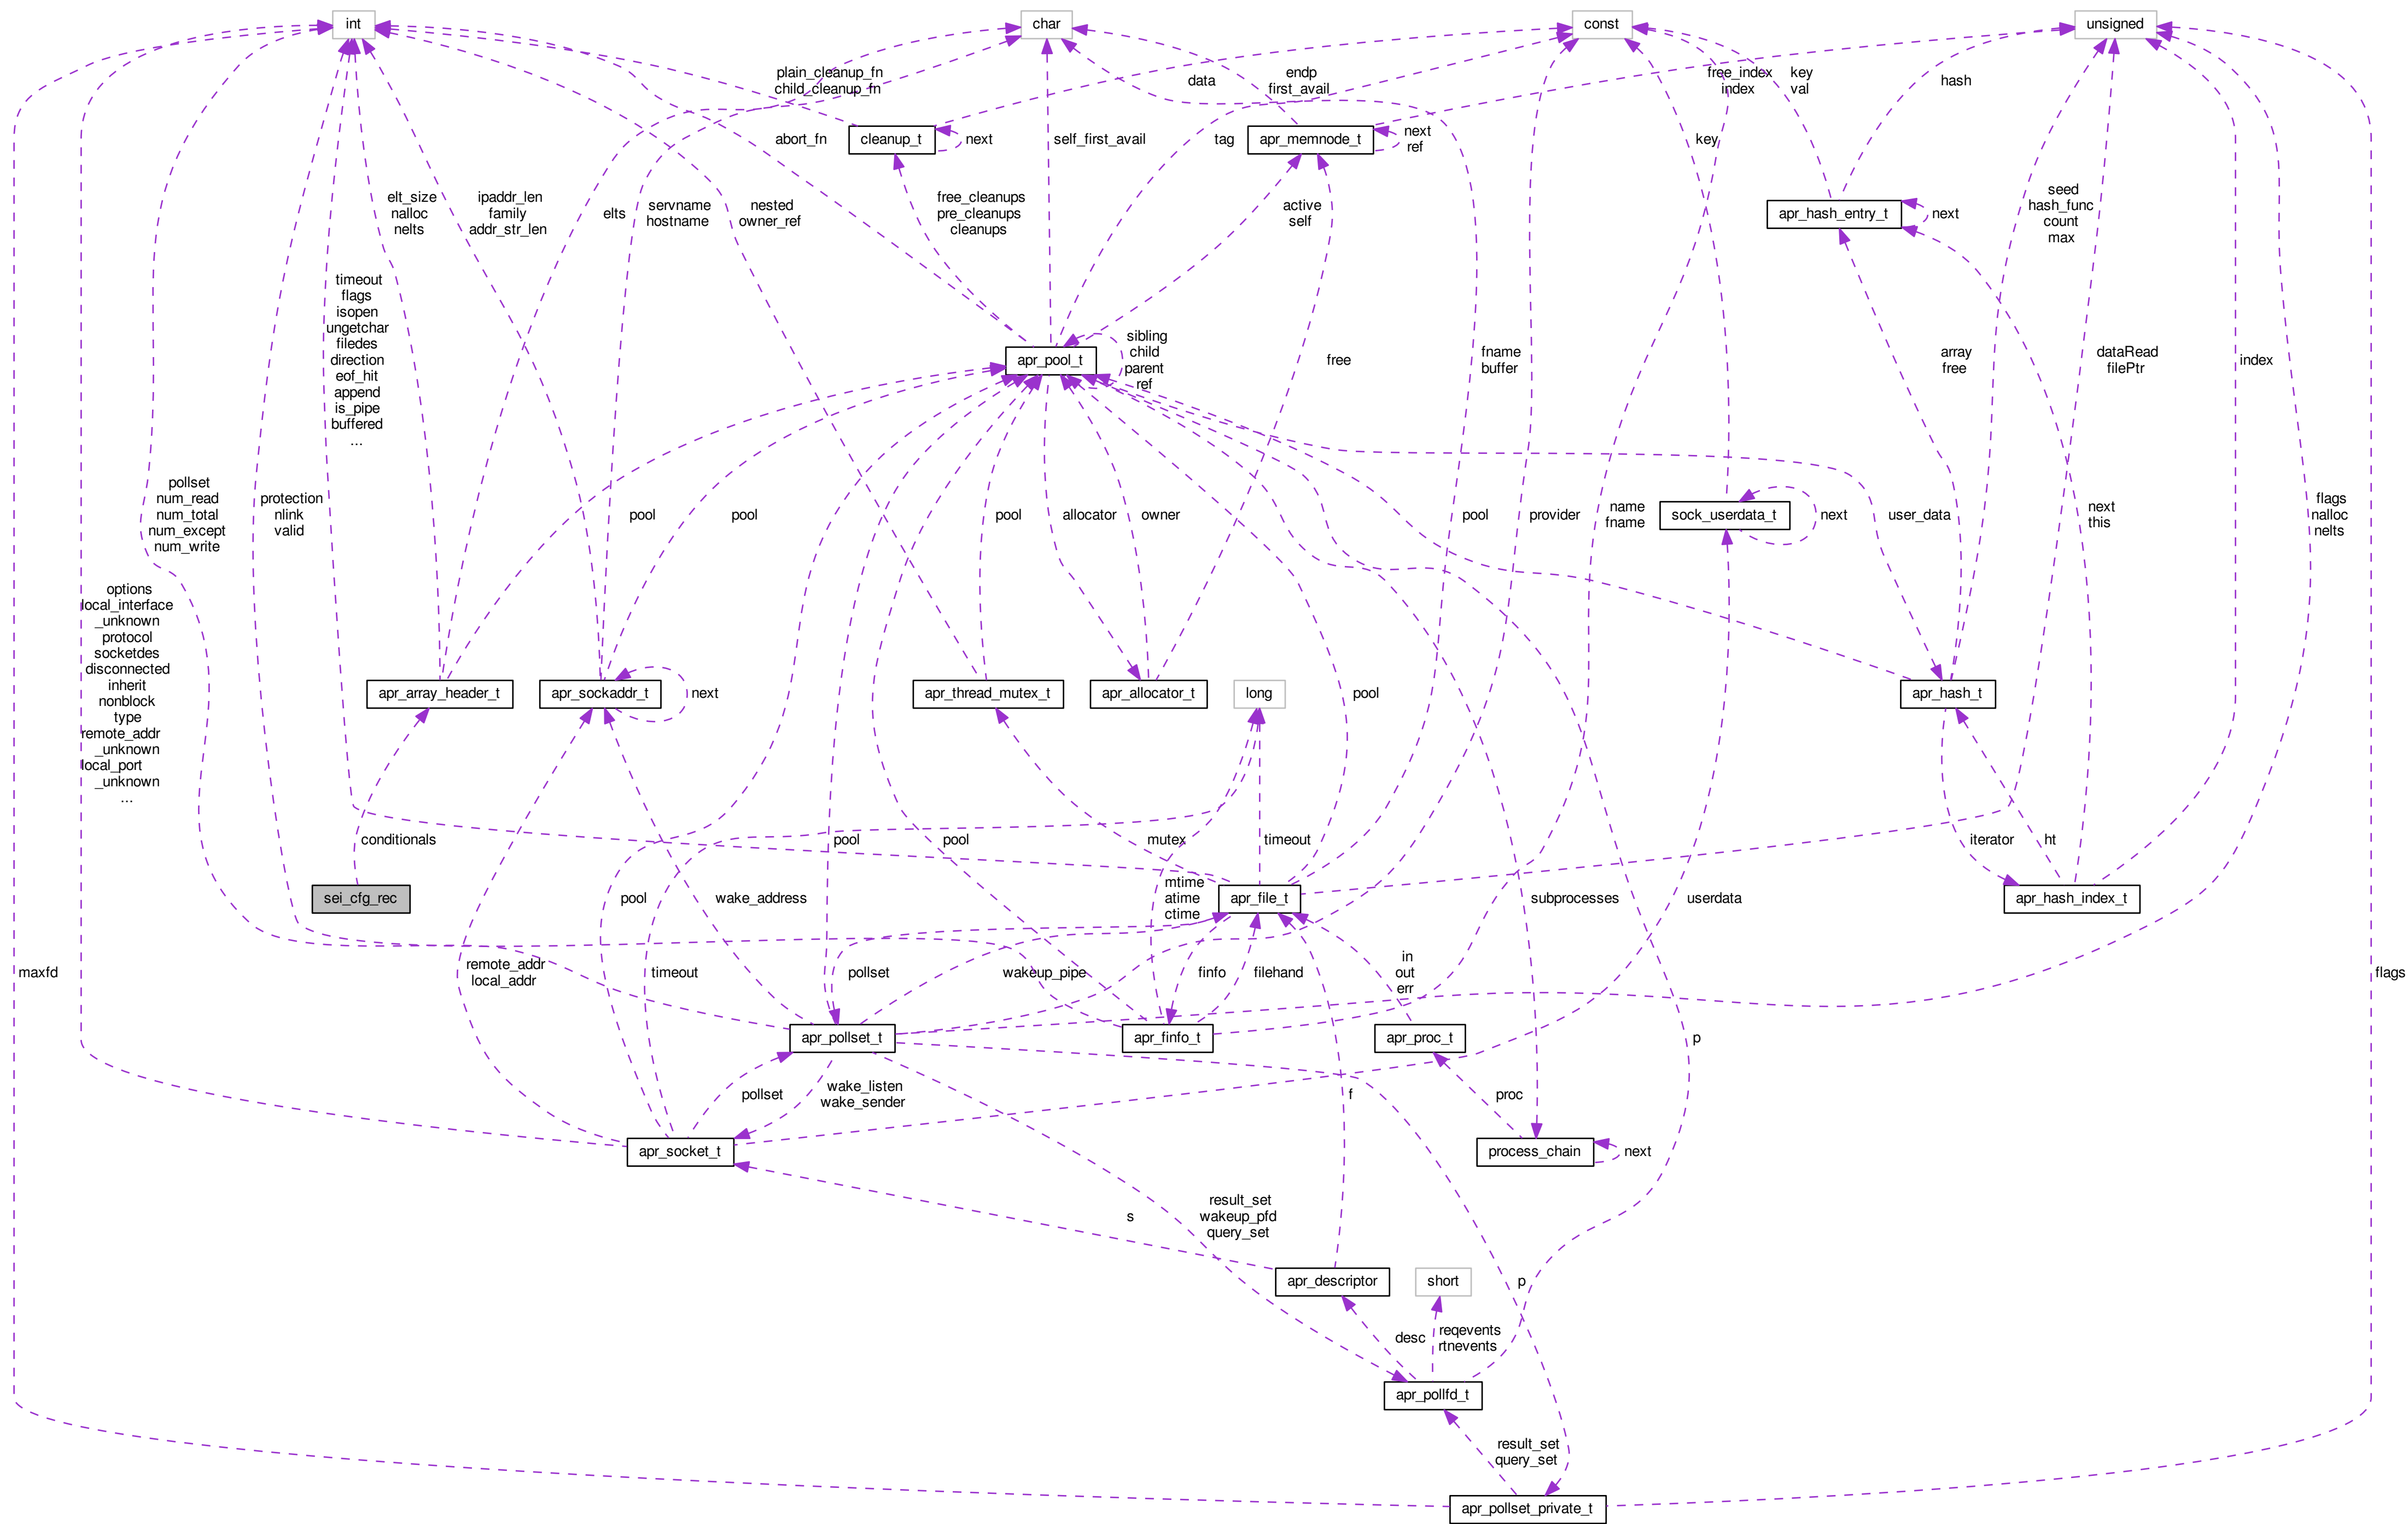 int
char
const
unsigned
plain_cleanup_fn
child_cleanup_fn
data
endp
first_avail
free_index
index
key
val
hash
abort_fn
cleanup_t
next
self_first_avail
tag
apr_memnode_t
next
ref
key
elt_size
nalloc
nelts
ipaddr_len
family
addr_str_len
elts
servname
hostname
nested
owner_ref
free_cleanups
pre_cleanups
cleanups
active
self
apr_hash_entry_t
next
seed
hash_func
count
max
timeout
flags
isopen
ungetchar
filedes
direction
eof_hit
append
is_pipe
buffered
...
apr_pool_t
sibling
child
parent
ref
free
fname
buffer
array
free
dataRead
filePtr
index
pollset
num_read
num_total
num_except
num_write
protection
nlink
valid
pool
pool
pool
allocator
owner
pool
provider
name
fname
sock_userdata_t
next
user_data
next
this
flags
nalloc
nelts
options
local_interface
_unknown
protocol
socketdes
disconnected
inherit
nonblock
type
remote_addr
_unknown
local_port
_unknown
...
apr_array_header_t
apr_sockaddr_t
next
apr_thread_mutex_t
apr_allocator_t
long
pool
apr_hash_t
conditionals
pool
pool
mutex
timeout
iterator
ht
sei_cfg_rec
pool
wake_address
mtime
atime
ctime
apr_file_t
subprocesses
userdata
apr_hash_index_t
maxfd
remote_addr
local_addr
timeout
pollset
wakeup_pipe
finfo
filehand
in
out
err
flags
apr_pollset_t
apr_finfo_t
apr_proc_t
p
pollset
wake_listen
wake_sender
f
proc
apr_socket_t
process_chain
next
s
result_set
wakeup_pfd
query_set
apr_descriptor
short
p
desc
reqevents
rtnevents
apr_pollfd_t
result_set
query_set
apr_pollset_private_t